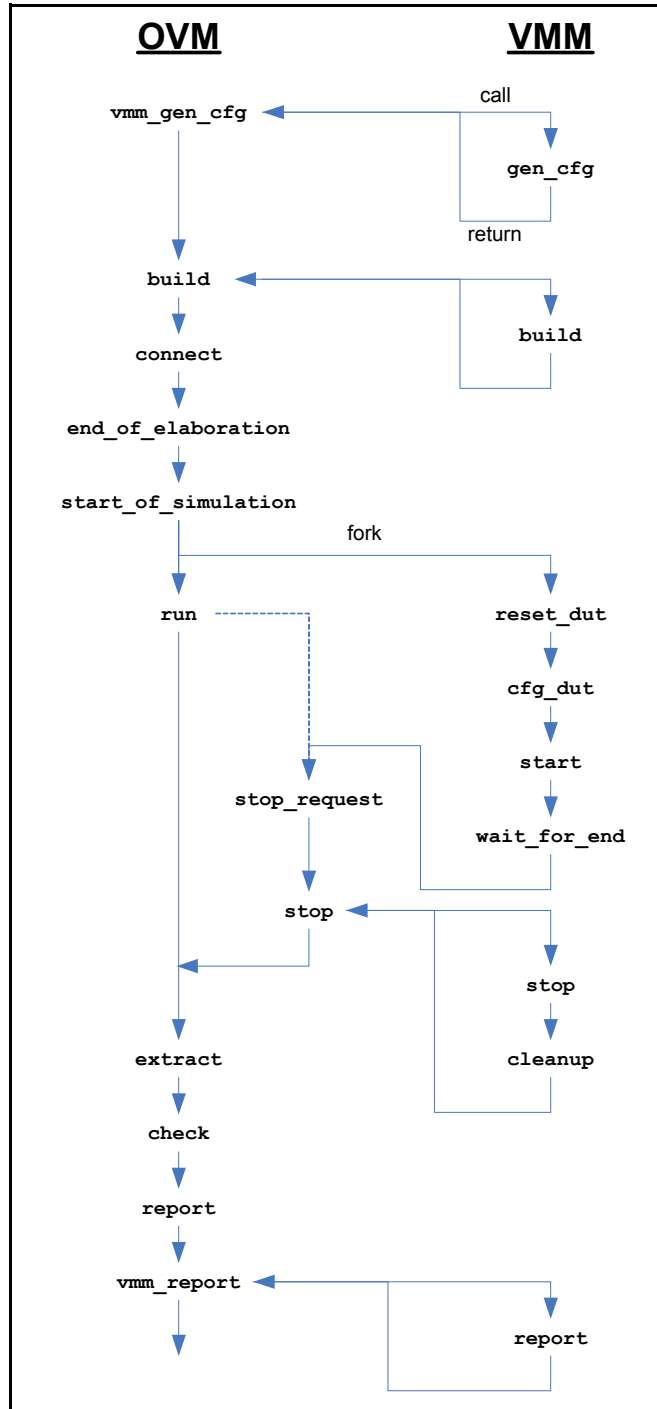 OVM VMM
call
vmm_gen_cfg
gen_cfg
return
build
build
connect
end_of_elaboration
start_of_simulation
fork
run reset_dut
cfg_dut
start
stop_request
wait_for_end
stop
stop
extract cleanup
check
report
vmm_report
report